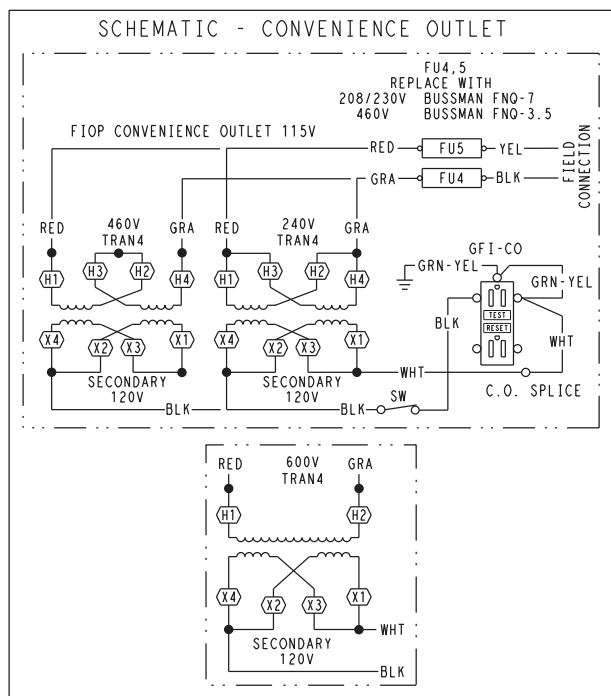 SCHEMATIC - CONVENIENCE OUTLET
FU4,5
REPLACE WITH
208/230V BUSSMAN FNQ-7
460V BUSSMAN FNQ-3.5
FIOP CONVENIENCE OUTLET 115V
RED FU5 YEL
GRA FU4 BLK
FIELD
CONNECTION
RED 460V GRA RED 240V GRA
TRAN4 TRAN4
GFI-CO
H1 H3 H2 H4 H1 H3 H2 H4
GRN-YEL GRN-YEL
TEST
RESET
BLK WHT
X4 X2 X3 X1 X4 X2 X3 X1
SECONDARY SECONDARY WHT
120V 120V
SW C.O. SPLICE
BLK BLK
RED 600V GRA
TRAN4
H1 H2
X4 X2 X3 X1
SECONDARY WHT
120V
BLK